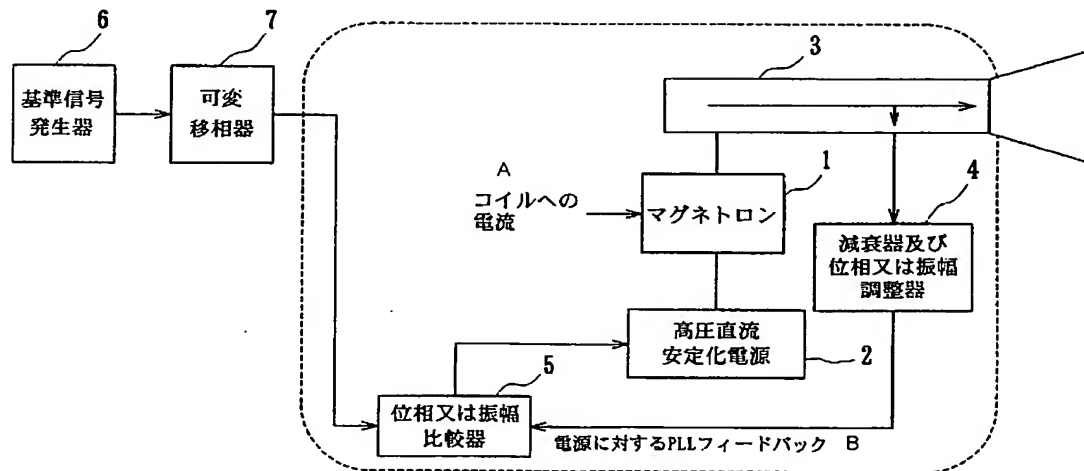 6
7
基準信号
発生器
可変
移相器
3
A
コイルへの
電流
1
マグネトロン
4
減衰器及び
位相又は振幅
調整器
高圧直流
安定化電源
2
5
位相又は振幅
比較器
電源に対するPLLフィードバック B